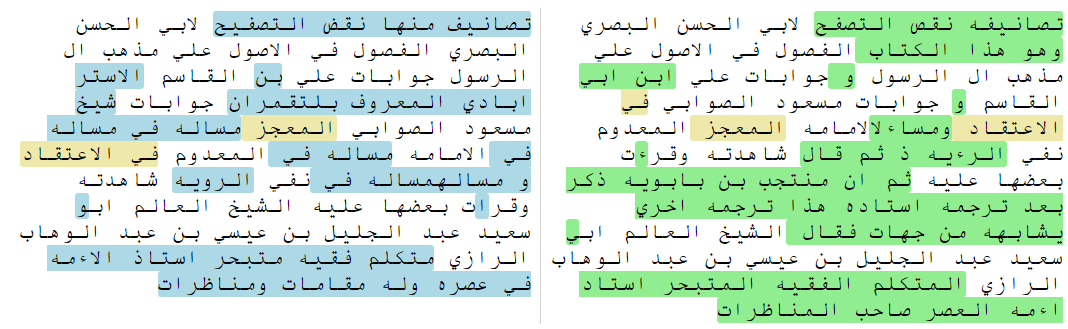 تصانيفه نقض التصفح لابي الحسن البصري
وهو هذا الكتاب الفصول في الاصول علي
مذهب ال الرسول و جوابات علي ابن ابي
القاسم و جوابات مسعود الصوابي في
الاعتقاد ومساءلالامامه المعجز المعدوم
نفي الرءيه ذ ثم قال شاهدته وقرءت
بعضها عليه ثم ان منتجب بن بابويه ذكر
بعد ترجمه استاده هذا ترجمه اخري
يشابهه من جهات فقال الشيخ العالم ابي
سعيد عبد الجليل بن عيسي بن عبد الوهاب
الرازي المتكلم الفقيه المتبحر استاد
اءمه العصر صاحب المناظرات
تصانيف منها نقض التصفيح لابي الحسن
البصري الفصول في الاصول علي مذهب ال
الرسول جوابات علي بن القاسم الاستر
ابادي المعروف بلتقمران جوابات شيخ
مسعود الصوابي المعجز مساله في مساله
في الامامه مساله في المعدوم في الاعتقاد
و مسالهمساله في نفي الرويه شاهدته
وقرات بعضها عليه الشيخ العالم ابو
سعيد عبد الجليل بن عيسي بن عبد الوهاب
الرازي متكلم فقيه متبحر استاذ الاءمه
في عصره وله مقامات ومناظرات